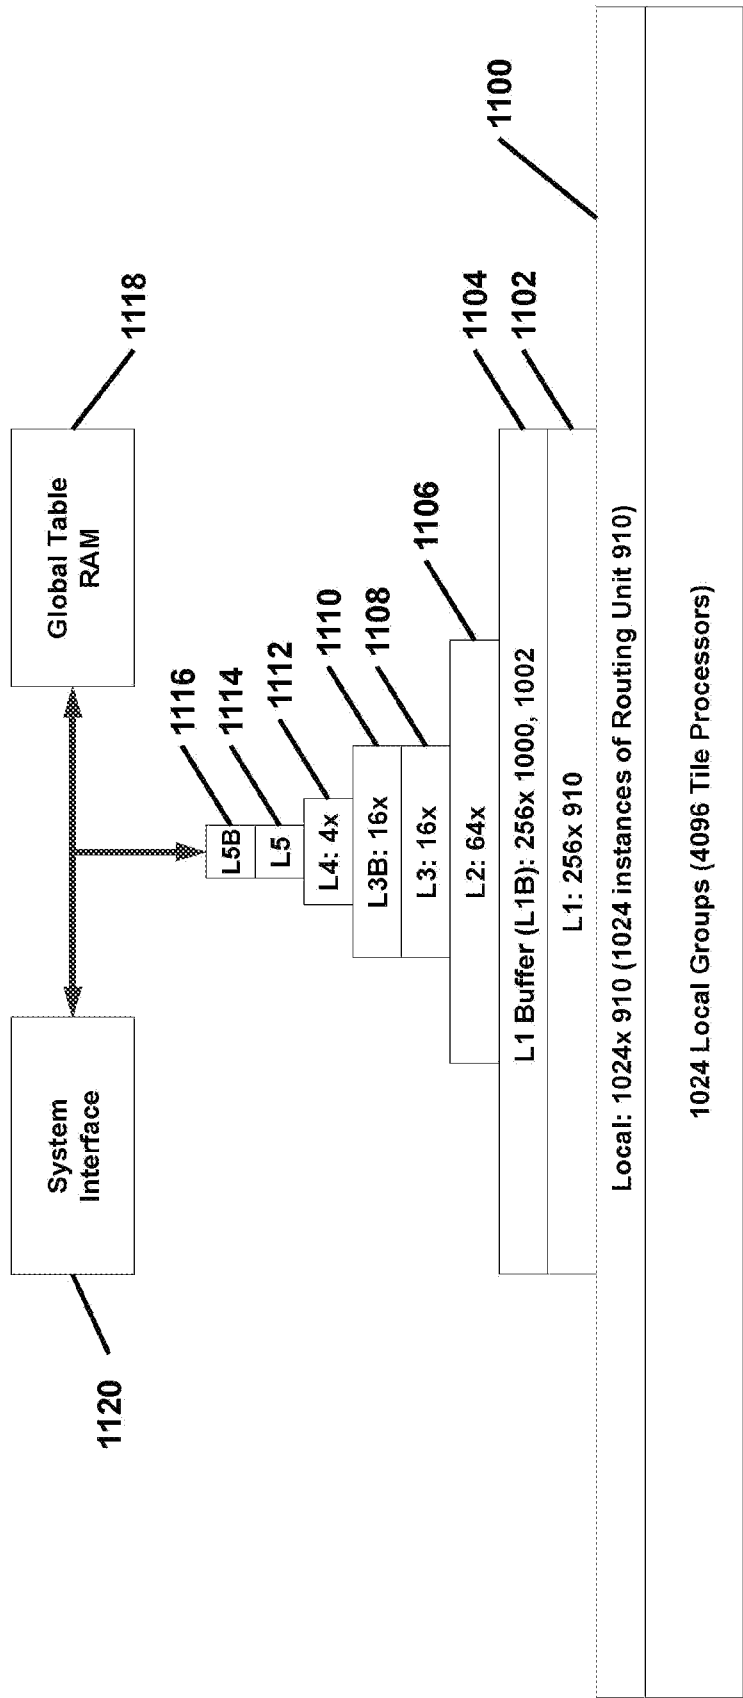 1120
System
Interface
Global Table
RAM
1118
L5B
1116
L5
1114
L4: 4x
1112
L3B: 16x
1110
L3: 16x
1108
L2: 64x
1106
L1 Buffer (L1B): 256x 1000, 1002
1104
L1: 256x 910
1102
1100
Local: 1024x 910 (1024 instances of Routing Unit 910)
1024 Local Groups (4096 Tile Processors)